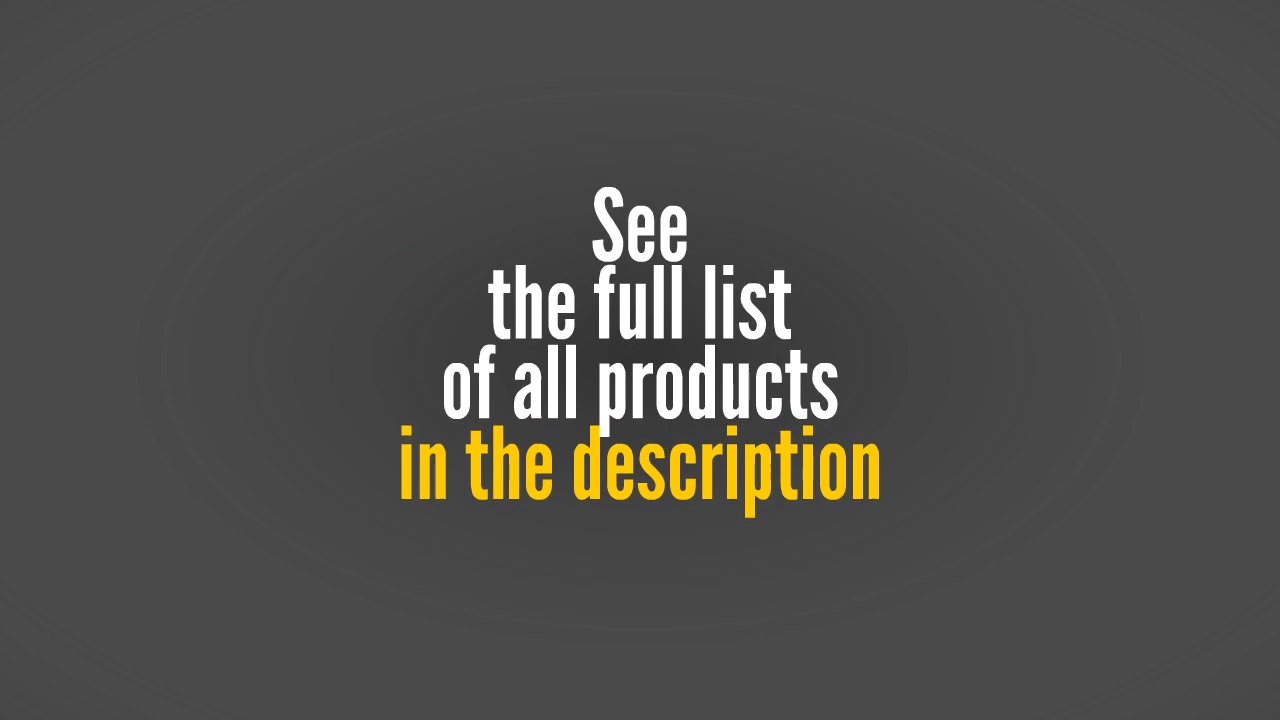 See
the full list
of all products
in the description